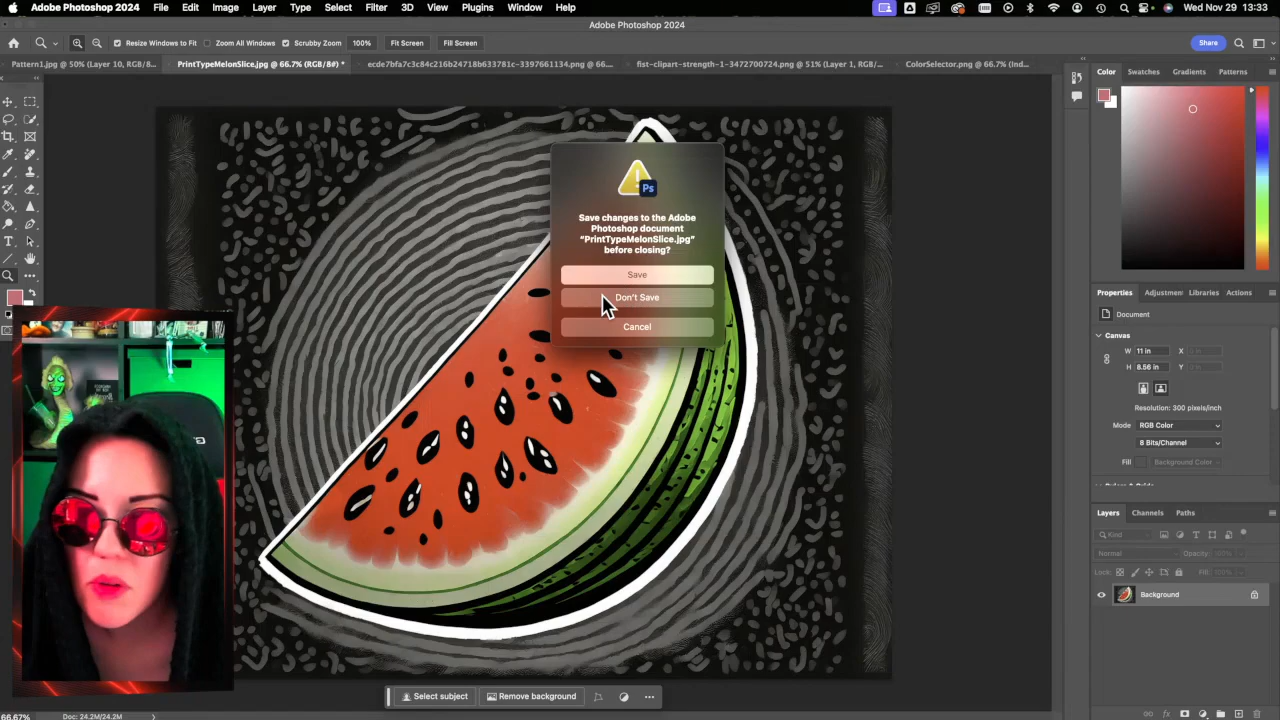 Adobe Photoshop 2024 File Edit Image Layer Type Select Filter 3D View Plugins Window Help Wed Nov 29 13:33
Adobe Photoshop 2024
Resize Windows to Fit Zoom All Windows Scrubby Zoom 100% Fit Screen Fill Screen Share
Pattern1.jpg @ 50% (Layer 10, RGB/8... PrintTypeMelonSlice.jpg @ 66.7% (RGB/8#) * ecde7bfa7c3c84c216b24718b633781c-3397661134.png @ 66.... fist-clipart-strength-1-3472700724.png @ 51% (Layer 1, RGB/... ColorSelector.png @ 66.7% (Ind...
Color Swatches Gradients Patterns
Ps
Save changes to the Adobe
Photoshop document
“PrintTypeMelonSlice.jpg”
before closing?
Save
Don't Save
Cancel
Properties Adjustmen Libraries Actions
Document
Canvas
W 11 in X
H 8.56 in Y
Resolution: 300 pixels/inch
Mode RGB Color
8 Bits/Channel
Fill Background Color
Layers Channels Paths
Kind
Normal Opacity: 100%
Lock: Fill: 100%
Background
Select subject Remove background
66.67% Doc: 24.2M/24.2M